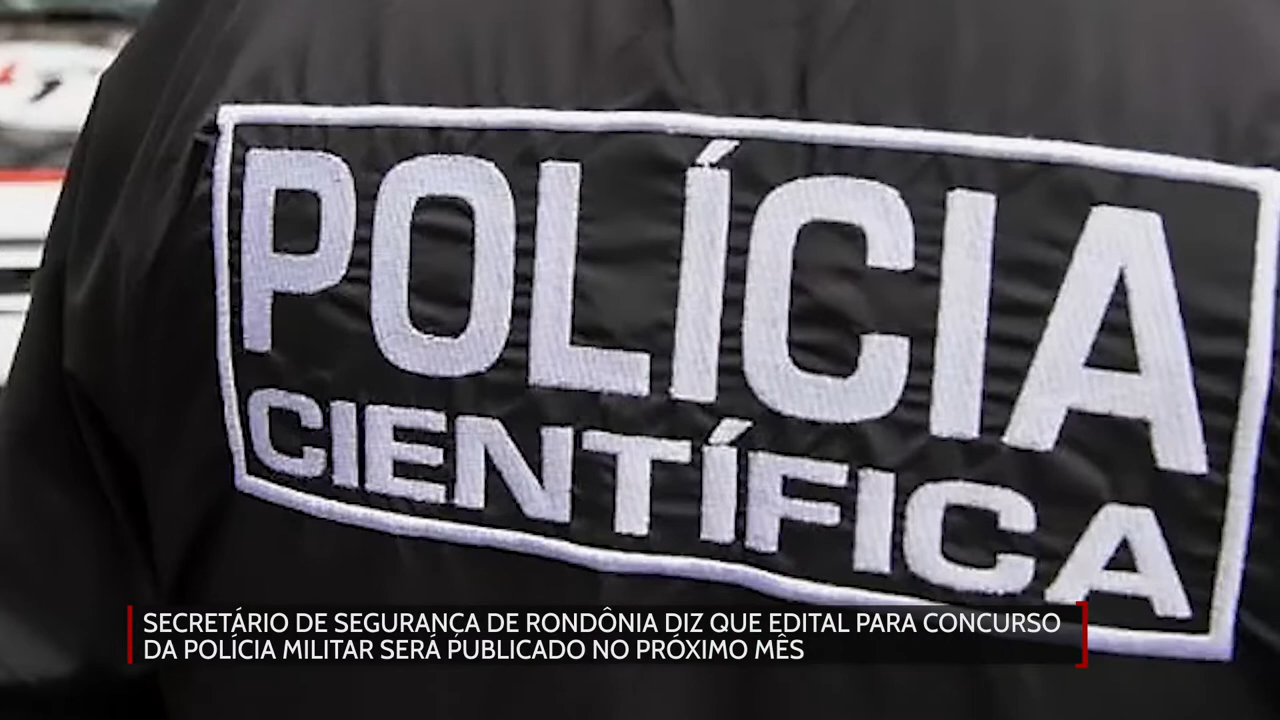 POLÍCIA
CIENTÍFICA
SECRETÁRIO DE SEGURANÇA DE RONDÔNIA DIZ QUE EDITAL PARA CONCURSO
DA POLÍCIA MILITAR SERÁ PUBLICADO NO PRÓXIMO MÊS